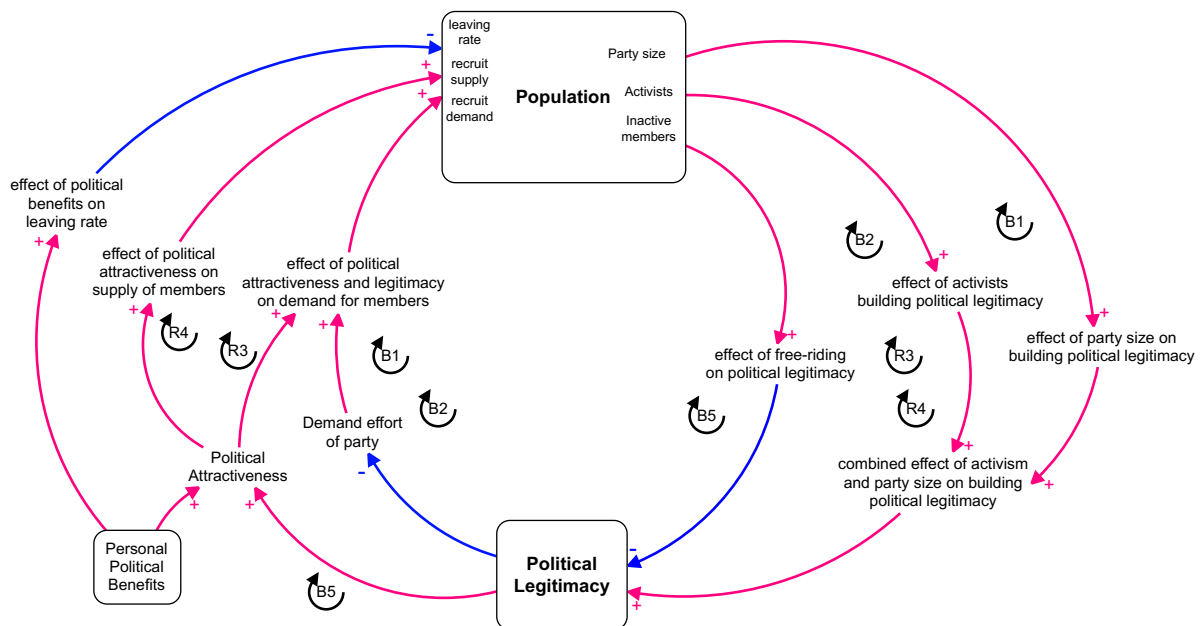 leaving
rate
recruit
supply
recruit
demand
Population
Party size
Activists
Inactive
members
-
+
+
effect of political
benefits on
leaving rate
+
effect of political
attractiveness on
supply of members
+
effect of political
attractiveness and legitimacy
on demand for members
+
+
R4
R3
B1
B2
Demand effort
of party
-
Political
Attractiveness
+
+
Personal
Political
Benefits
B5
Political
Legitimacy
-
+
B2
B1
+
effect of activists
building political legitimacy
+
effect of party size on
building political legitimacy
+
effect of free-riding
on political legitimacy
R3
R4
B5
+
combined effect of activism
and party size on building
political legitimacy
+